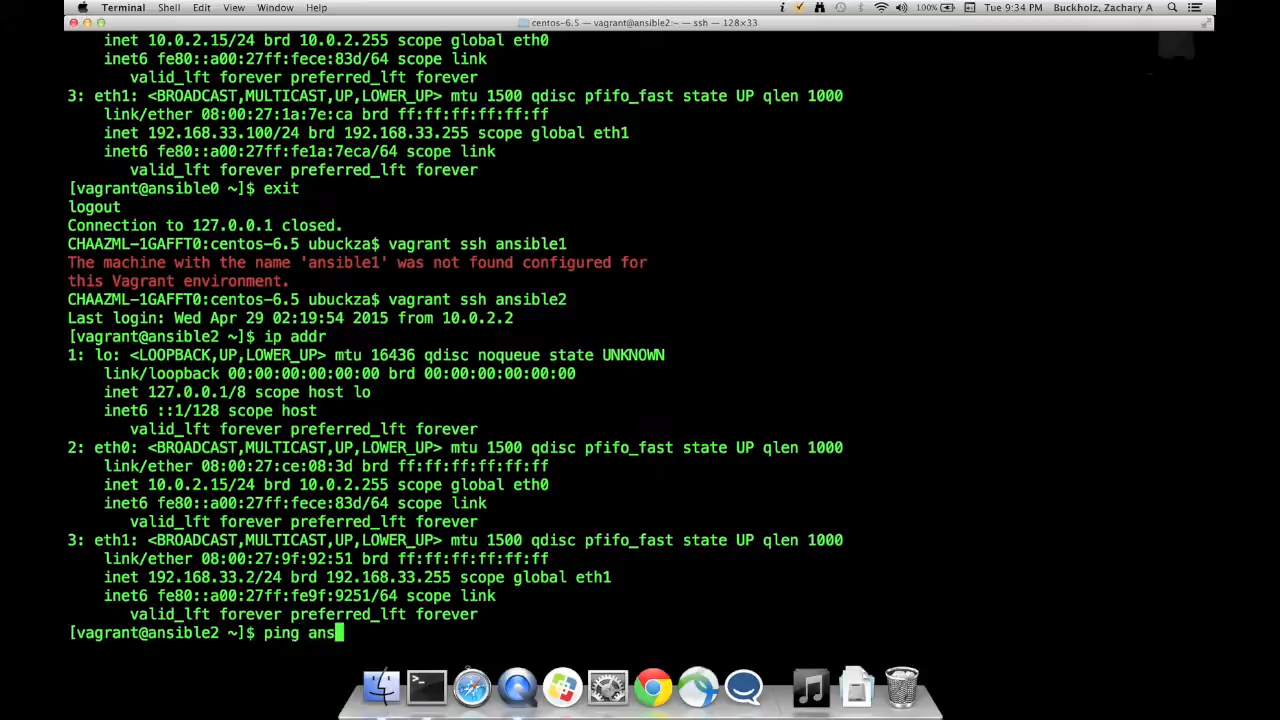 Terminal Shell Edit View Window Help 100% Tue 9:34 PM Buckholz, Zachary A
centos-6.5 — vagrant@ansible2:~ — ssh — 128×33
inet 10.0.2.15/24 brd 10.0.2.255 scope global eth0
inet6 fe80::a00:27ff:fece:83d/64 scope link
valid_lft forever preferred_lft forever
3: eth1: <BROADCAST,MULTICAST,UP,LOWER_UP> mtu 1500 qdisc pfifo_fast state UP qlen 1000
link/ether 08:00:27:1a:7e:ca brd ff:ff:ff:ff:ff:ff
inet 192.168.33.100/24 brd 192.168.33.255 scope global eth1
inet6 fe80::a00:27ff:fe1a:7eca/64 scope link
valid_lft forever preferred_lft forever
[vagrant@ansible0 ~]$ exit
logout
Connection to 127.0.0.1 closed.
CHAAZML-1GAFFT0:centos-6.5 ubuckza$ vagrant ssh ansible1
The machine with the name 'ansible1' was not found configured for
this Vagrant environment.
CHAAZML-1GAFFT0:centos-6.5 ubuckza$ vagrant ssh ansible2
Last login: Wed Apr 29 02:19:54 2015 from 10.0.2.2
[vagrant@ansible2 ~]$ ip addr
1: lo: <LOOPBACK,UP,LOWER_UP> mtu 16436 qdisc noqueue state UNKNOWN
link/loopback 00:00:00:00:00:00 brd 00:00:00:00:00:00
inet 127.0.0.1/8 scope host lo
inet6 ::1/128 scope host
valid_lft forever preferred_lft forever
2: eth0: <BROADCAST,MULTICAST,UP,LOWER_UP> mtu 1500 qdisc pfifo_fast state UP qlen 1000
link/ether 08:00:27:ce:08:3d brd ff:ff:ff:ff:ff:ff
inet 10.0.2.15/24 brd 10.0.2.255 scope global eth0
inet6 fe80::a00:27ff:fece:83d/64 scope link
valid_lft forever preferred_lft forever
3: eth1: <BROADCAST,MULTICAST,UP,LOWER_UP> mtu 1500 qdisc pfifo_fast state UP qlen 1000
link/ether 08:00:27:9f:92:51 brd ff:ff:ff:ff:ff:ff
inet 192.168.33.2/24 brd 192.168.33.255 scope global eth1
inet6 fe80::a00:27ff:fe9f:9251/64 scope link
valid_lft forever preferred_lft forever
[vagrant@ansible2 ~]$ ping ans